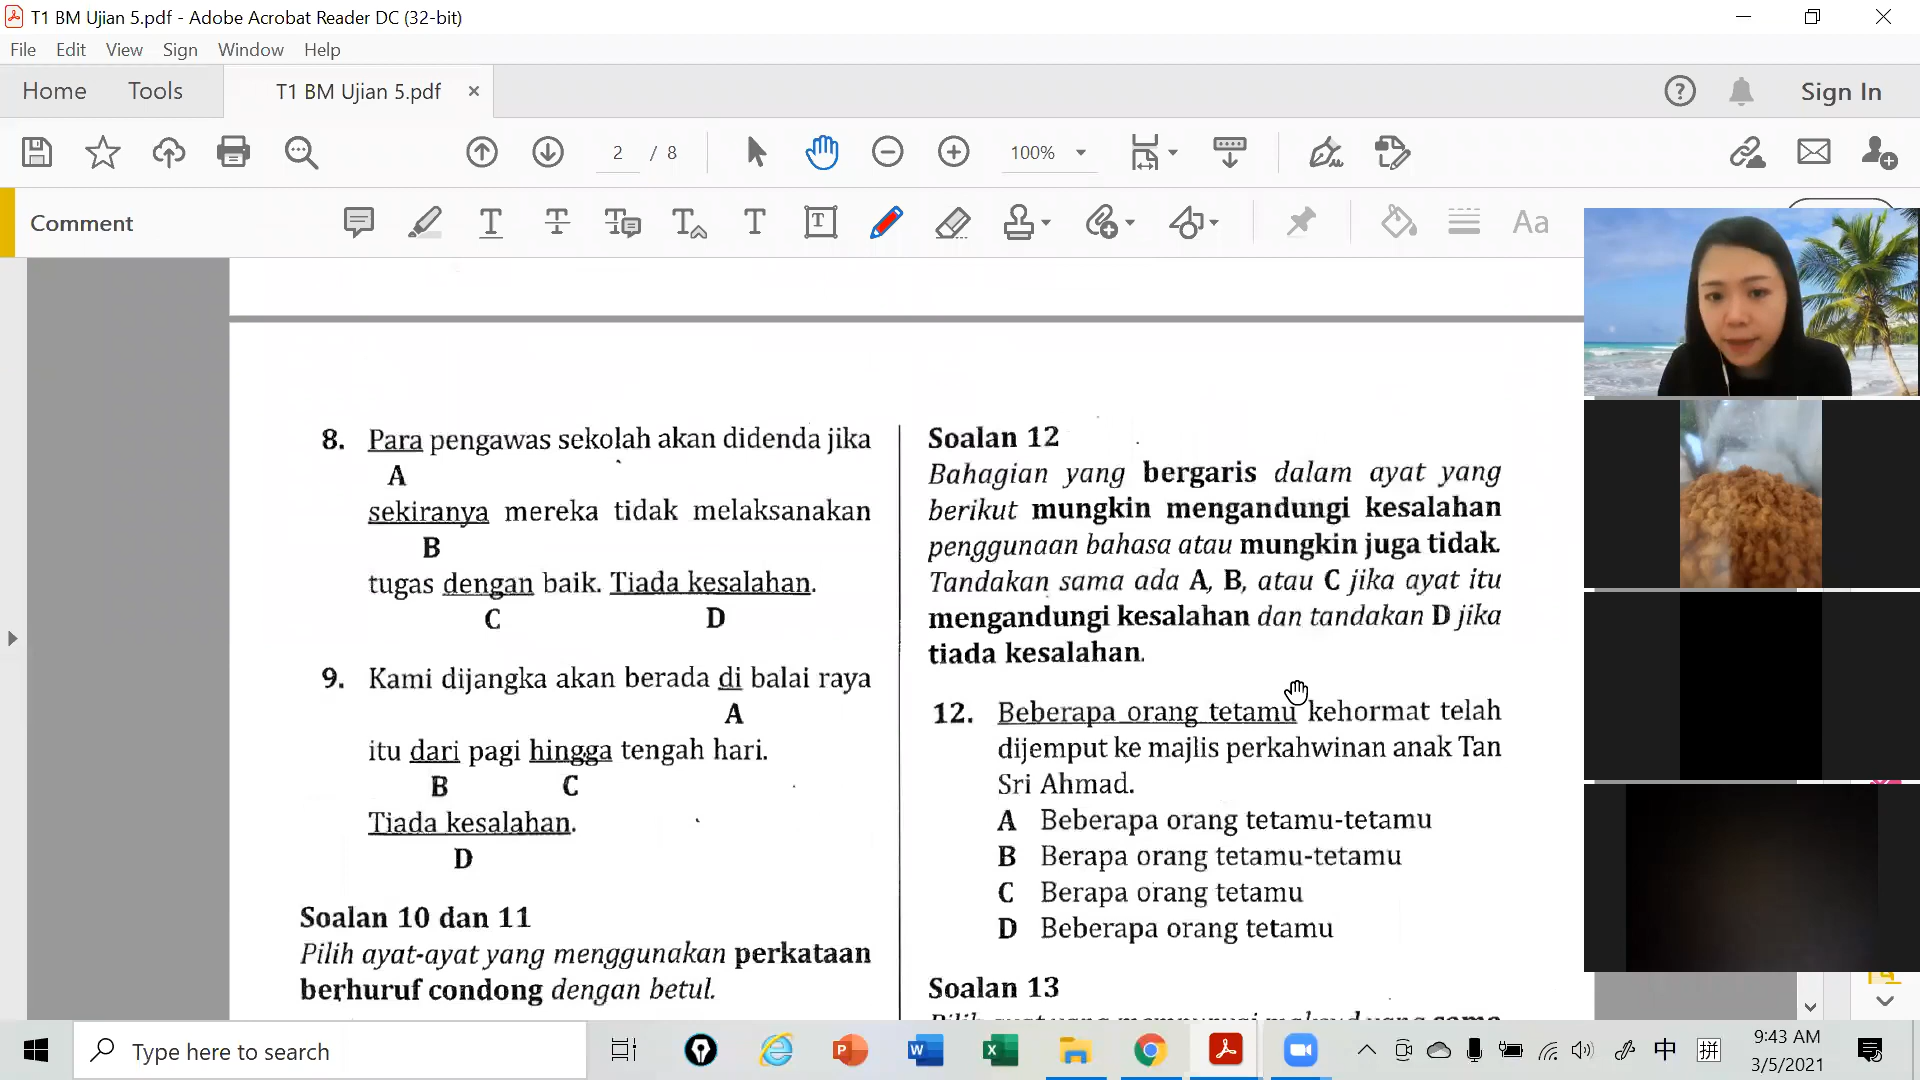 T1 BM Ujian 5.pdf - Adobe Acrobat Reader DC (32-bit)
File Edit View Sign Window Help
Home Tools T1 BM Ujian 5.pdf × Sign In
2 / 8 100%
Comment
8. Para pengawas sekolah akan didenda jika
A
sekiranya mereka tidak melaksanakan
B
tugas dengan baik. Tiada kesalahan.
C D
9. Kami dijangka akan berada di balai raya
A
itu dari pagi hingga tengah hari.
B C
Tiada kesalahan.
D
Soalan 10 dan 11
Pilih ayat-ayat yang menggunakan perkataan
berhuruf condong dengan betul.
Soalan 12
Bahagian yang bergaris dalam ayat yang
berikut mungkin mengandungi kesalahan
penggunaan bahasa atau mungkin juga tidak.
Tandakan sama ada A, B, atau C jika ayat itu
mengandungi kesalahan dan tandakan D jika
tiada kesalahan.
12. Beberapa orang tetamu kehormat telah
dijemput ke majlis perkahwinan anak Tan
Sri Ahmad.
A Beberapa orang tetamu-tetamu
B Berapa orang tetamu-tetamu
C Berapa orang tetamu
D Beberapa orang tetamu
Soalan 13
Type here to search
中 拼
9:43 AM
3/5/2021